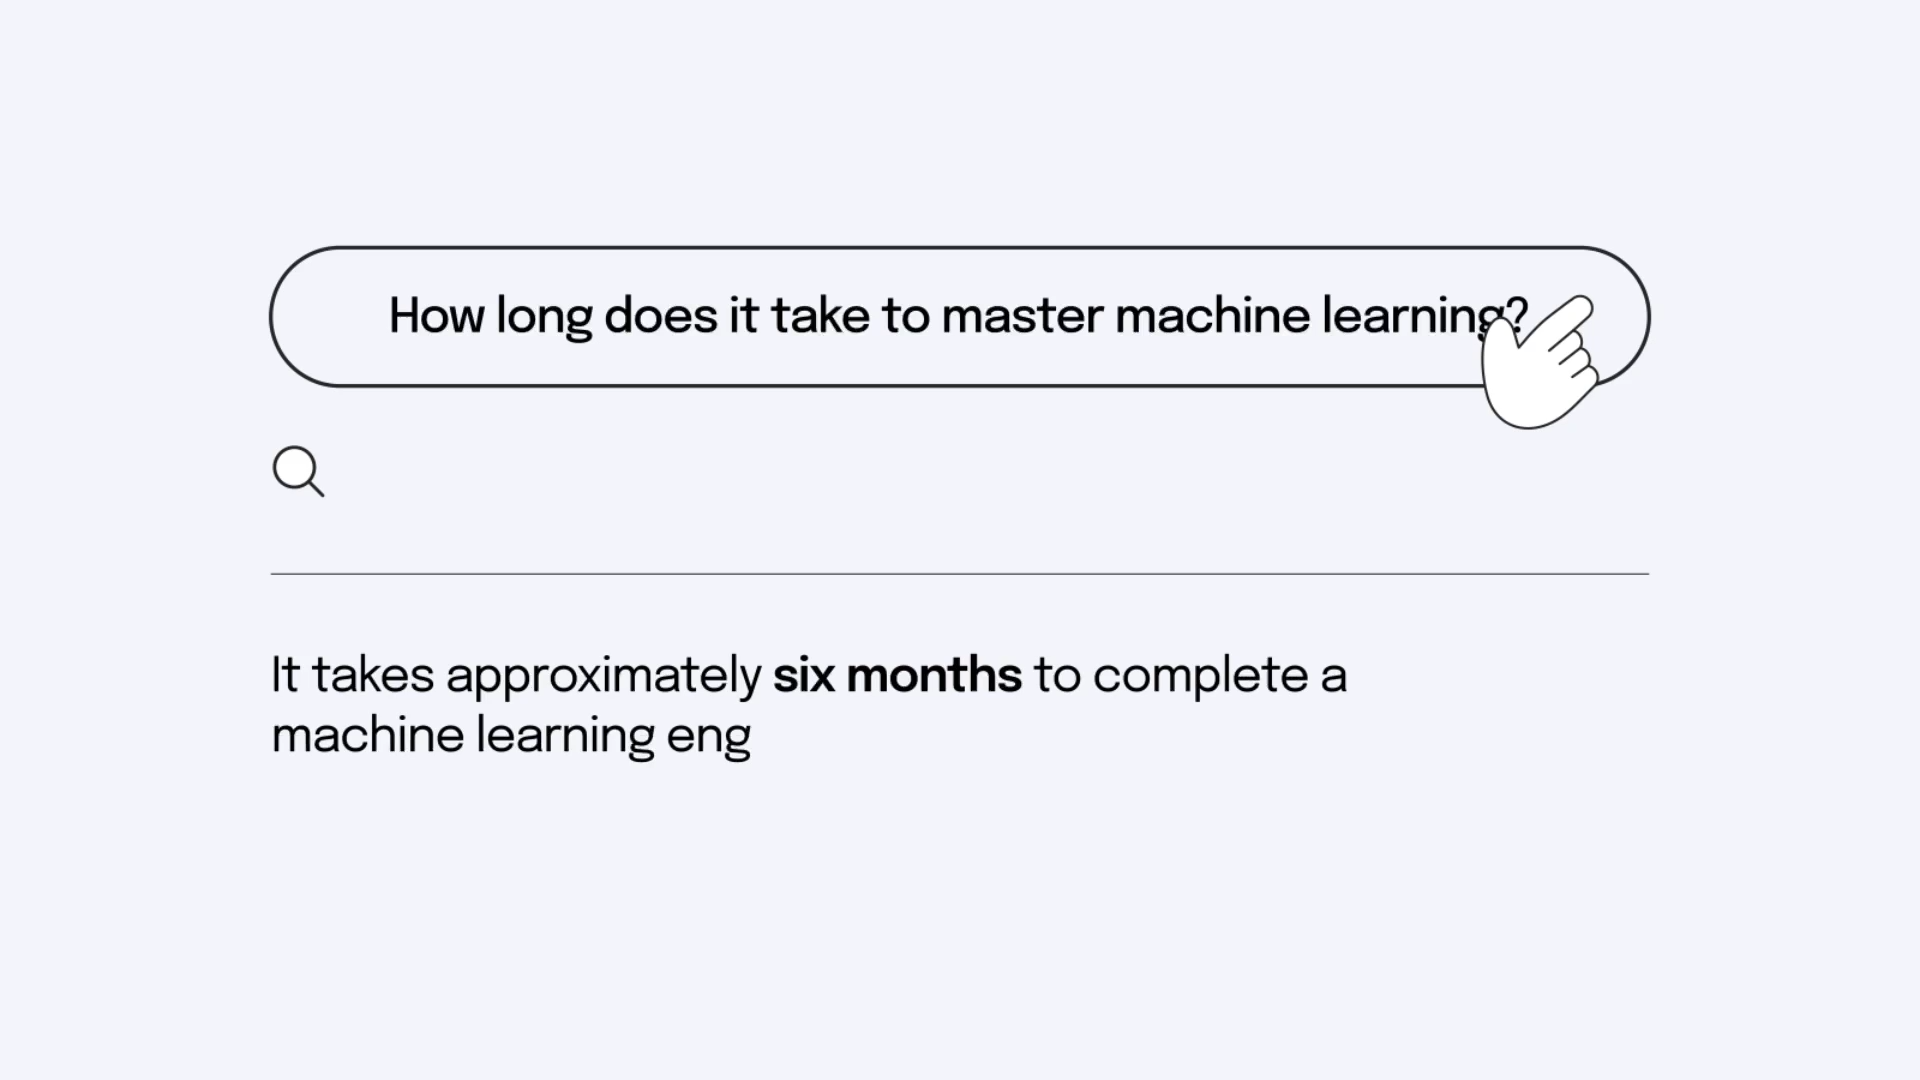 How long does it take to master machine learning?
It takes approximately six months to complete a
machine learning eng